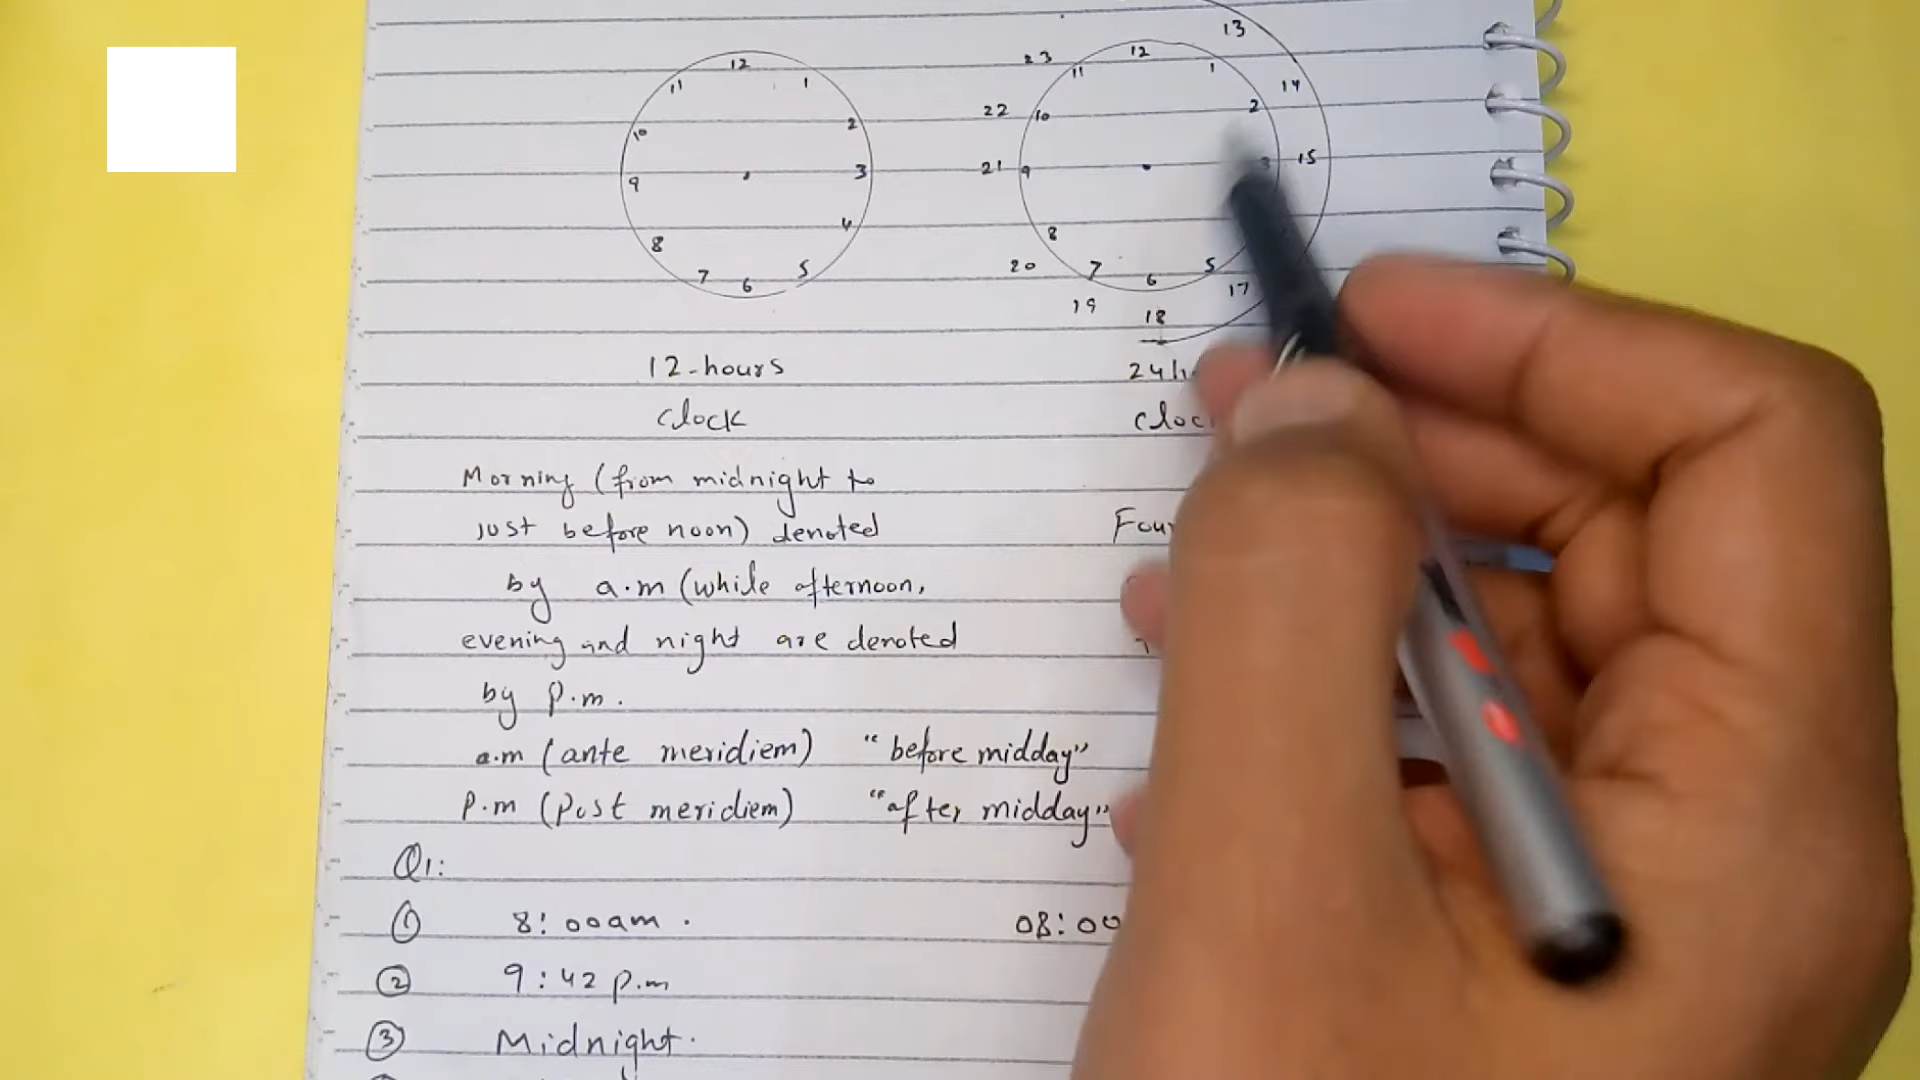 12
11 1
10 2
9 3
8 4
7 5
6
13
23 12
11 1 14
22 10 2
21 9 3 15
8
20 7 5 17
19 6
18
12-hours
clock
Morning (from midnight to
just before noon) denoted
by a.m (while afternoon,
evening and night are denoted
by p.m.
a.m (ante meridiem) "before midday"
p.m (post meridiem) "after midday"
Q1:
① 8:00am. 08:00
② 9:42 p.m
③ Midnight.